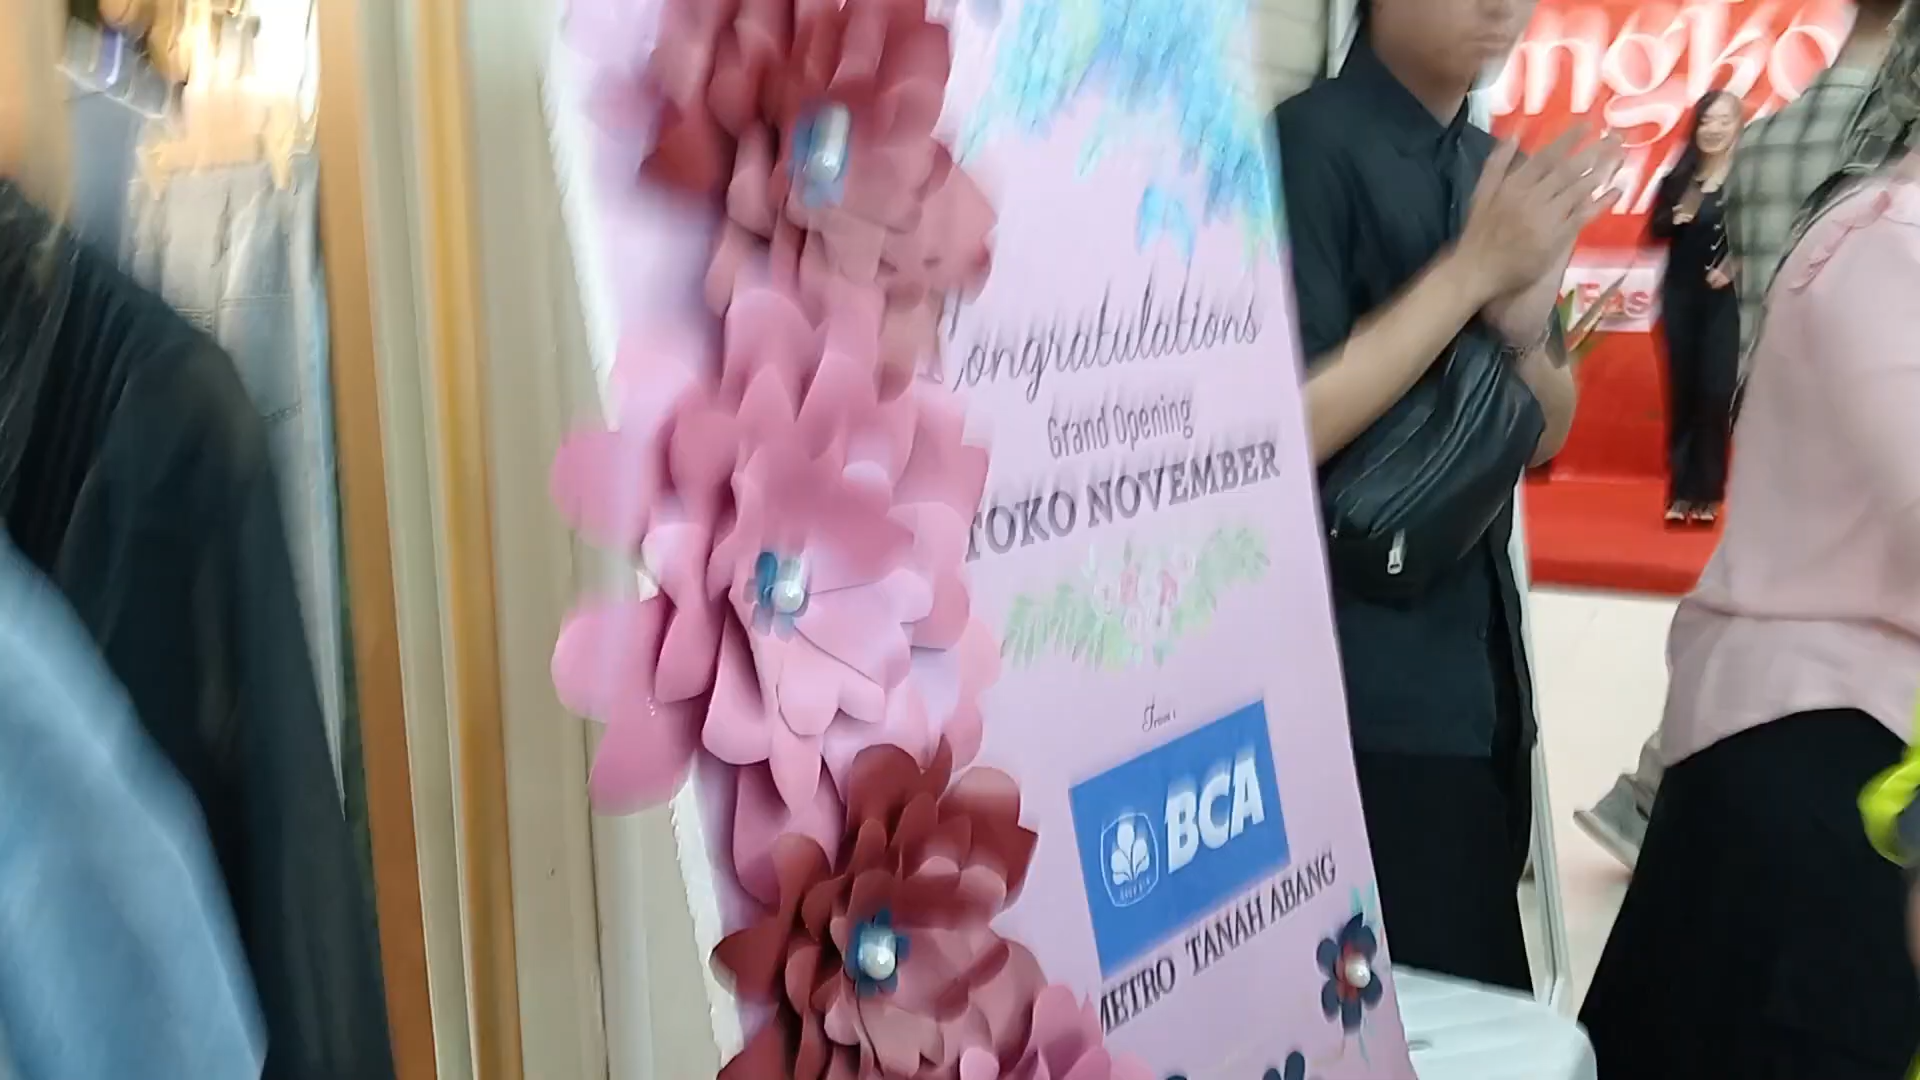 Congratulations
Grand Opening
TOKO NOVEMBER
From :
BCA
METRO TANAH ABANG